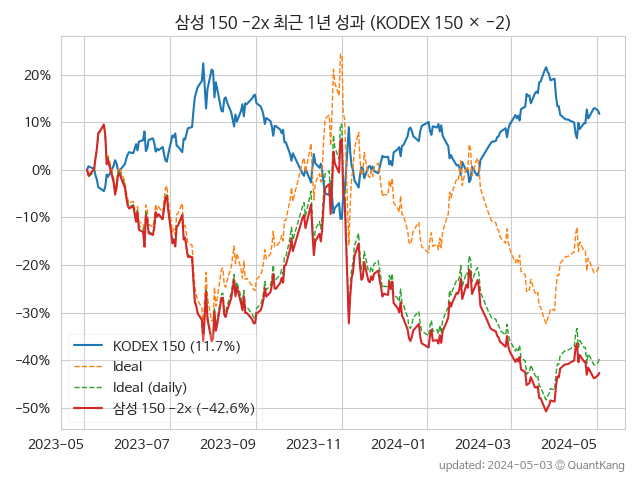 삼성 150 −2x 최근 1년 성과 (KODEX 150 × −2)
20%
10%
0%
−10%
−20%
−30%
−40%
−50%
KODEX 150 (11.7%)
Ideal
Ideal (daily)
삼성 150 −2x (−42.6%)
2023-05 2023-07 2023-09 2023-11 2024-01 2024-03 2024-05
updated: 2024-05-03 ⓒ QuantKang